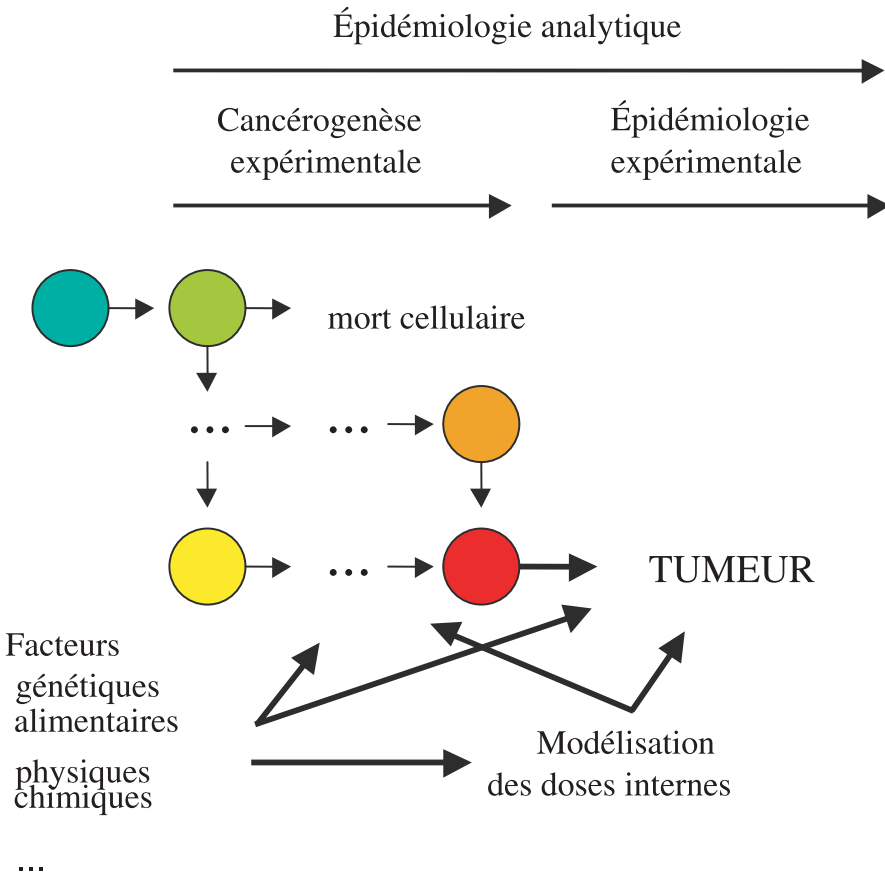 Épidémiologie analytique
Cancérogenèse
expérimentale
Épidémiologie
expérimentale
mort cellulaire
... ...
...
TUMEUR
Facteurs
génétiques
alimentaires
physiques
chimiques
...
Modélisation
des doses internes